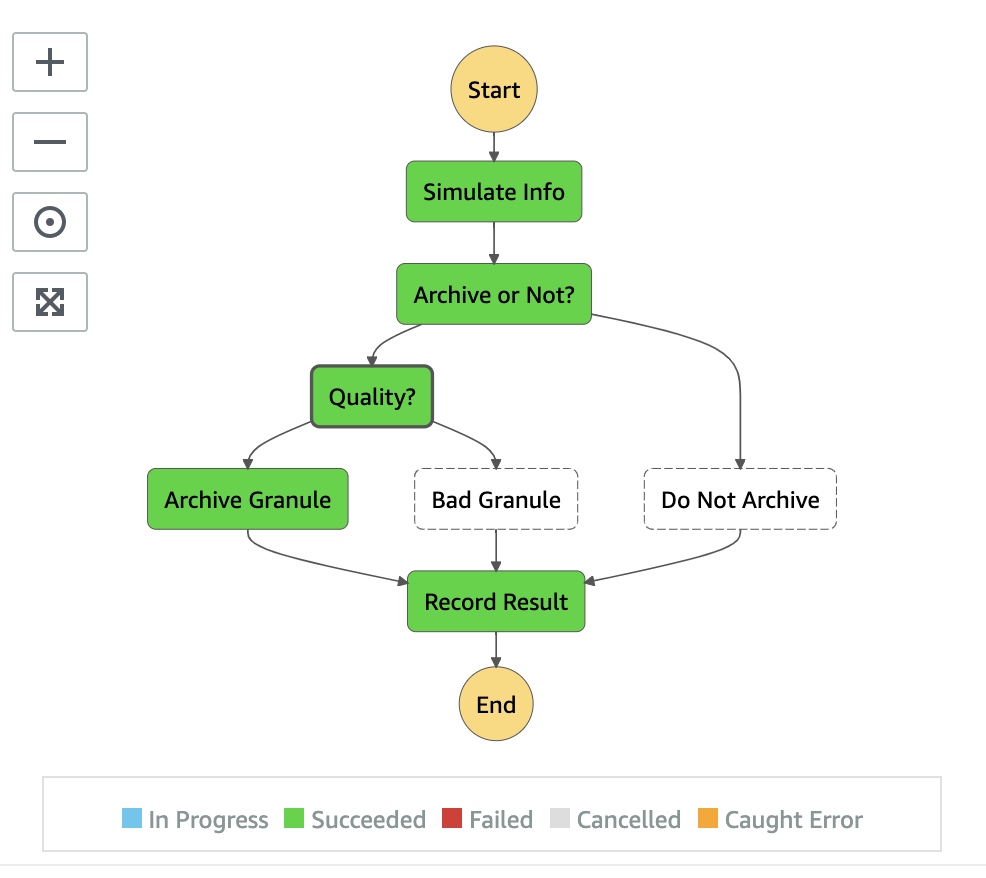 Start
Simulate Info
Archive or Not?
Quality?
Archive Granule
Bad Granule
Do Not Archive
Record Result
End
In Progress Succeeded Failed Cancelled Caught Error